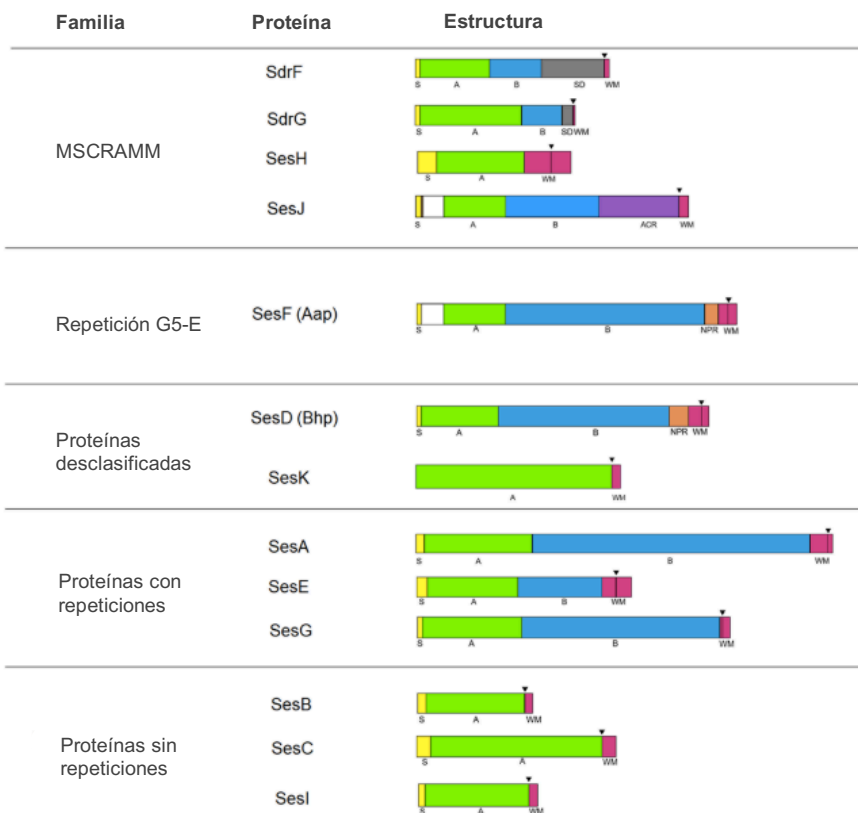 Familia Proteína Estructura
SdrF
S A B SD WM
SdrG
S A B SD WM
MSCRAMM
SesH
S A WM
SesJ
S A B ACR WM
Repetición G5-E
SesF (Aap)
S A B NPR WM
SesD (Bhp)
S A B NPR WM
Proteínas
desclasificadas
SesK
A WM
SesA
S A B WM
Proteínas con
repeticiones
SesE
S A B WM
SesG
S A B WM
SesB
S A WM
Proteínas sin
repeticiones
SesC
S A WM
SesI
S A WM